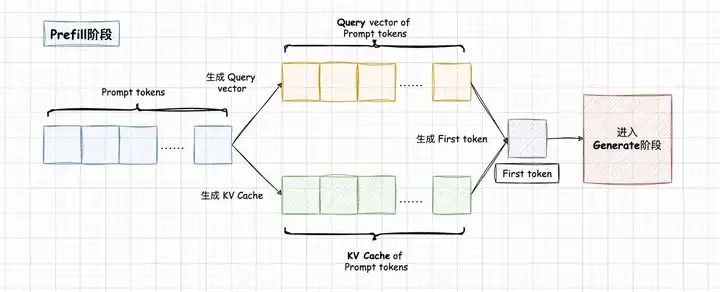 Prefill阶段
Query vector of
Prompt tokens
生成 Query
vector
......
Prompt tokens
......
生成 First token
进入
Generate阶段
First token
生成 KV Cache
......
KV Cache of
Prompt tokens